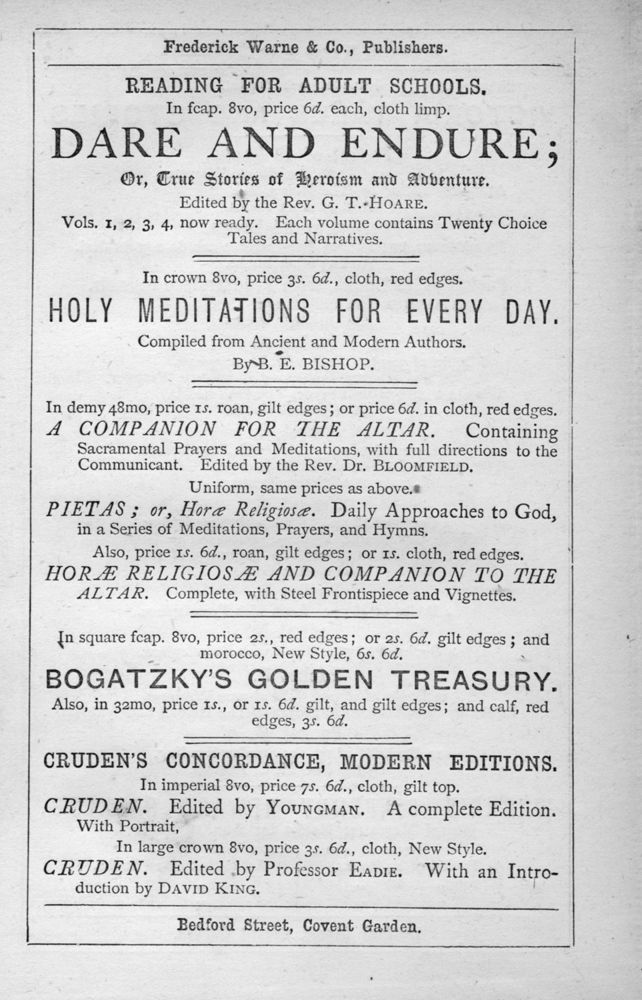 Frederick Warne & Co., Publishers.
READING FOR ADULT SCHOOLS.
In fcap. 8vo, price 6d. each, cloth limp.
DARE AND ENDURE;
Or, True Stories of Heroism and Adventure.
Edited by the Rev. G. T. HOARE.
Vols. 1, 2, 3, 4, now ready. Each volume contains Twenty Choice
Tales and Narratives.
In crown 8vo, price 3s. 6d., cloth, red edges.
HOLY MEDITATIONS FOR EVERY DAY.
Compiled from Ancient and Modern Authors.
By B. E. BISHOP.
In demy 48mo, price 1s. roan, gilt edges; or price 6d. in cloth, red edges.
A COMPANION FOR THE ALTAR. Containing
Sacramental Prayers and Meditations, with full directions to the
Communicant. Edited by the Rev. Dr. BLOOMFIELD.
Uniform, same prices as above.
PIETAS; or, Horæ Religiosæ. Daily Approaches to God,
in a Series of Meditations, Prayers, and Hymns.
Also, price 1s. 6d., roan, gilt edges; or 1s. cloth, red edges.
HORÆ RELIGIOSÆ AND COMPANION TO THE
ALTAR. Complete, with Steel Frontispiece and Vignettes.
In square fcap. 8vo, price 2s., red edges; or 2s. 6d. gilt edges; and
morocco, New Style, 6s. 6d.
BOGATZKY'S GOLDEN TREASURY.
Also, in 32mo, price 1s., or 1s. 6d. gilt, and gilt edges; and calf, red
edges, 3s. 6d.
CRUDEN'S CONCORDANCE, MODERN EDITIONS.
In imperial 8vo, price 7s. 6d., cloth, gilt top.
CRUDEN. Edited by YOUNGMAN. A complete Edition.
With Portrait,
In large crown 8vo, price 3s. 6d., cloth, New Style.
CRUDEN. Edited by Professor EADIE. With an Intro-
duction by DAVID KING.
Bedford Street, Covent Garden.